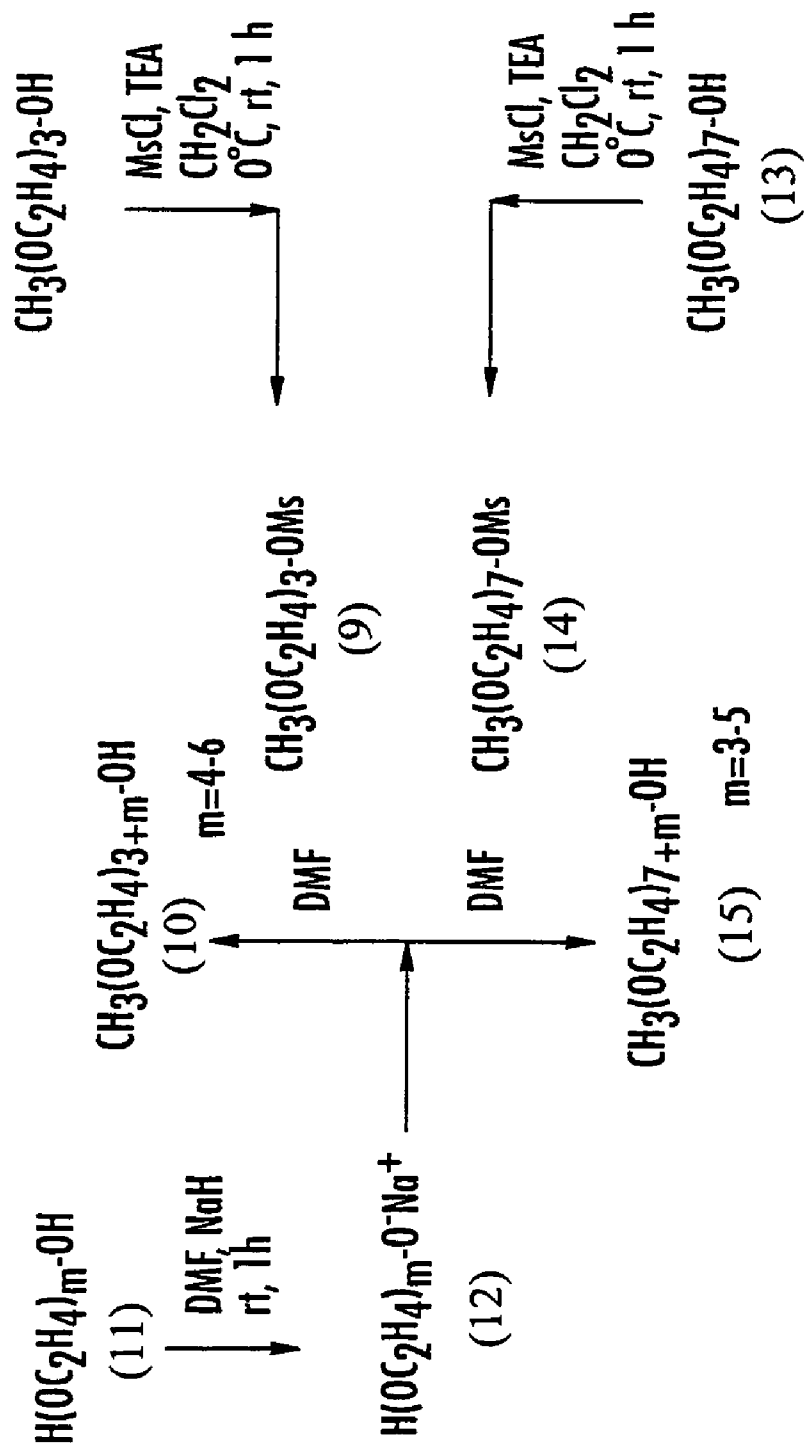 H(OC2H4)m-OH
(11)
DMF, NaH
rt, 1h
H(OC2H4)m-O-Na+
(12)
CH3(OC2H4)3+m-OH
(10)
m=4-6
DMF
DMF
CH3(OC2H4)7+m-OH
(15)
m=3-5
CH3(OC2H4)3-OMs
(9)
CH3(OC2H4)7-OMs
(14)
CH3(OC2H4)3-OH
MsCl, TEA
CH2Cl2
0°C, rt, 1 h
MsCl, TEA
CH2Cl2
0°C, rt, 1 h
CH3(OC2H4)7-OH
(13)